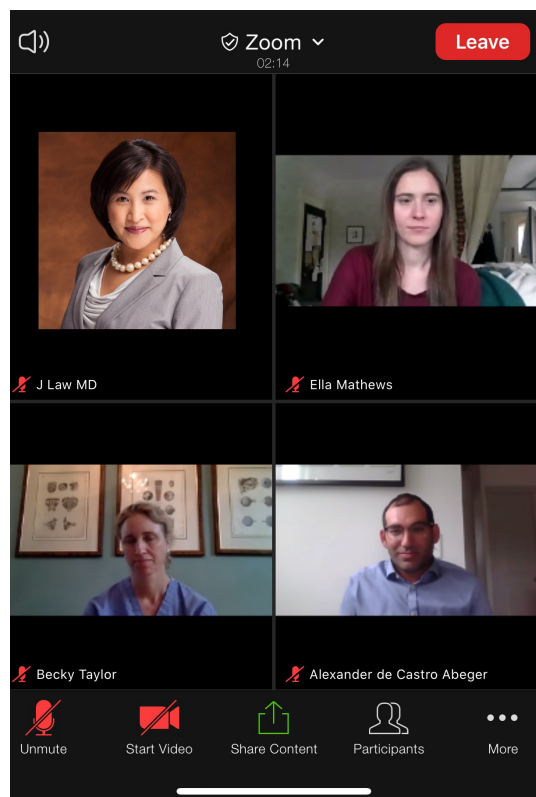 Zoom
Leave
02:14
J Law MD
Ella Mathews
Becky Taylor
Alexander de Castro Abeger
Unmute
Start Video
Share Content
Participants
More